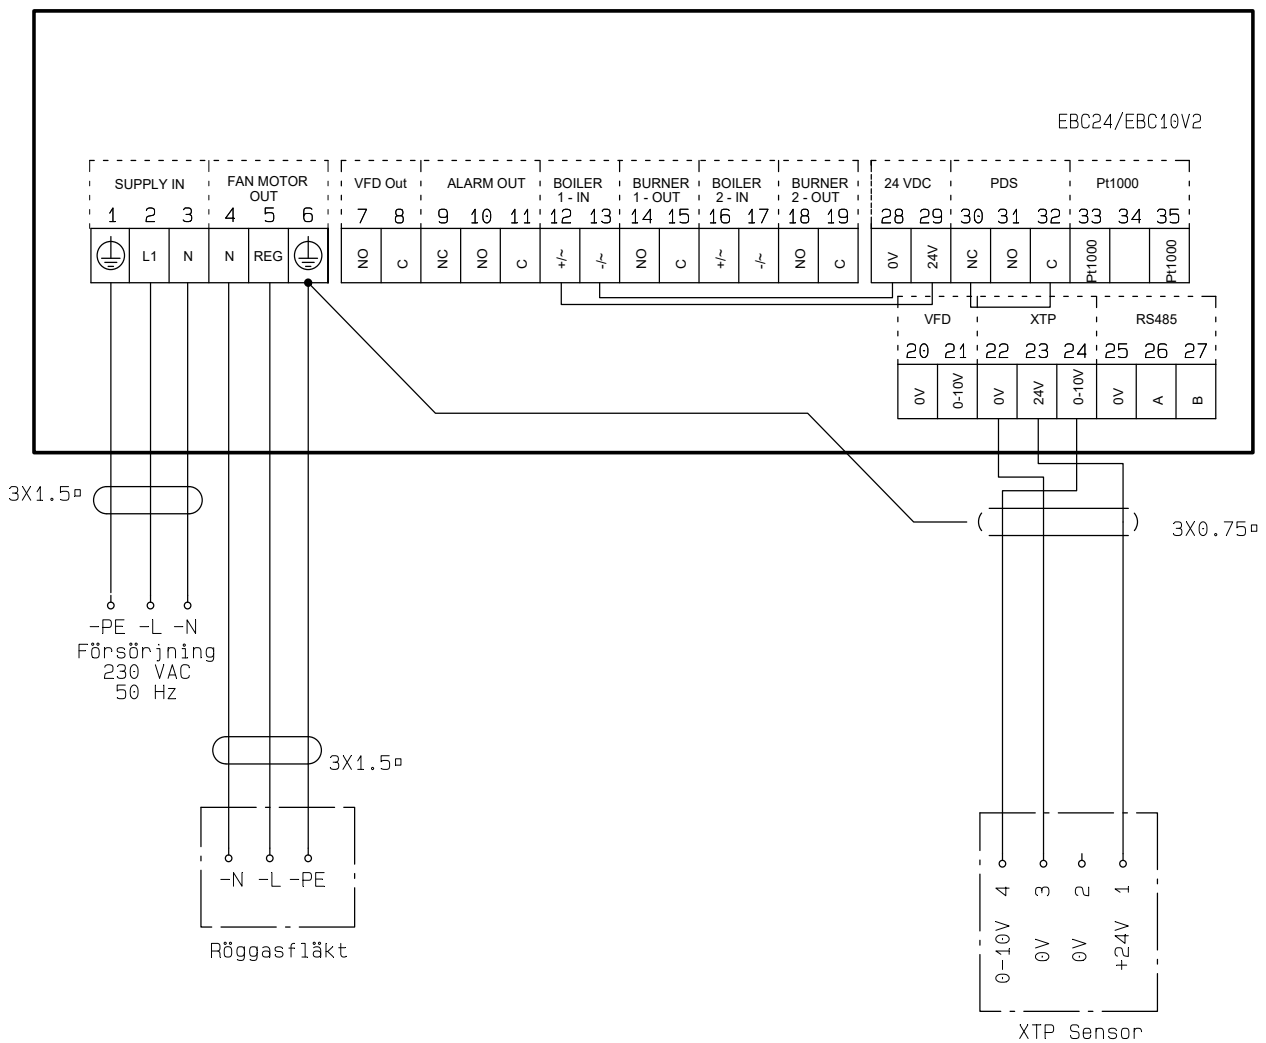 EBC24/EBC10V2
SUPPLY IN
FAN MOTOR
OUT
VFD Out
ALARM OUT
BOILER
1 - IN
BURNER
1 - OUT
BOILER
2 - IN
BURNER
2 - OUT
24 VDC
PDS
Pt1000
1 2 3 4 5 6 7 8 9 10 11 12 13 14 15 16 17 18 19 28 29 30 31 32 33 34 35
L1 N N REG NO C NC NO C +/~ -/~ NO C +/~ -/~ NO C 0V 24V NC NO C Pt1000 Pt1000
VFD XTP RS485
20 21 22 23 24 25 26 27
0V 0-10V 0V 24V 0-10V 0V A B
3X1.5¤
3X0.75¤
-PE -L -N
Försörjning
230 VAC
50 Hz
3X1.5¤
-N -L -PE
Röggasfläkt
4 3 2 1
0-10V 0V 0V +24V
XTP Sensor